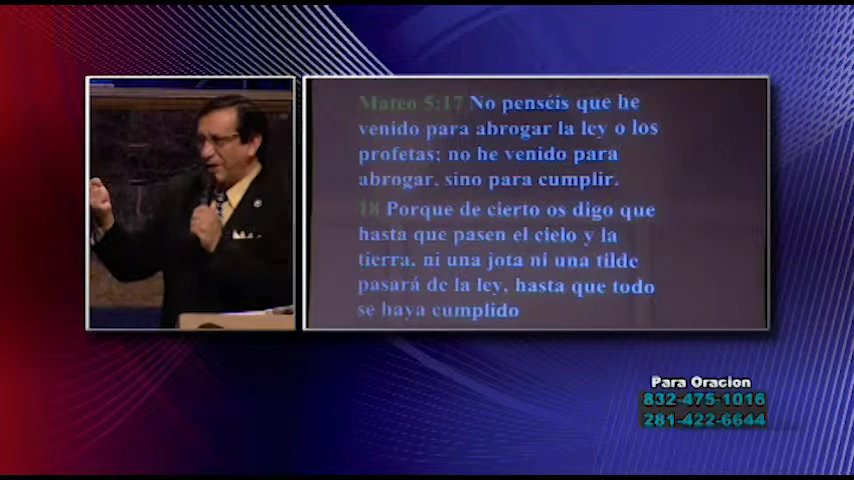 Mateo 5:17 No penséis que he
venido para abrogar la ley o los
profetas; no he venido para
abrogar, sino para cumplir.
18 Porque de cierto os digo que
hasta que pasen el cielo y la
tierra, ni una jota ni una tilde
pasará de la ley, hasta que todo
se haya cumplido
Para Oracion
832-475-1016
281-422-6644